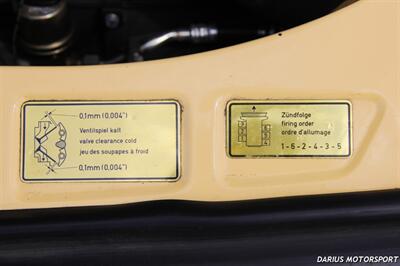 0,1mm (0,004")
Ventilspiel kalt
valve clearance cold
jeu des soupapes à froid
0,1mm (0,004")
Zündfolge
firing order
ordre d'allumage
1-6-2-4-3-5
DARIUS MOTORSPORT